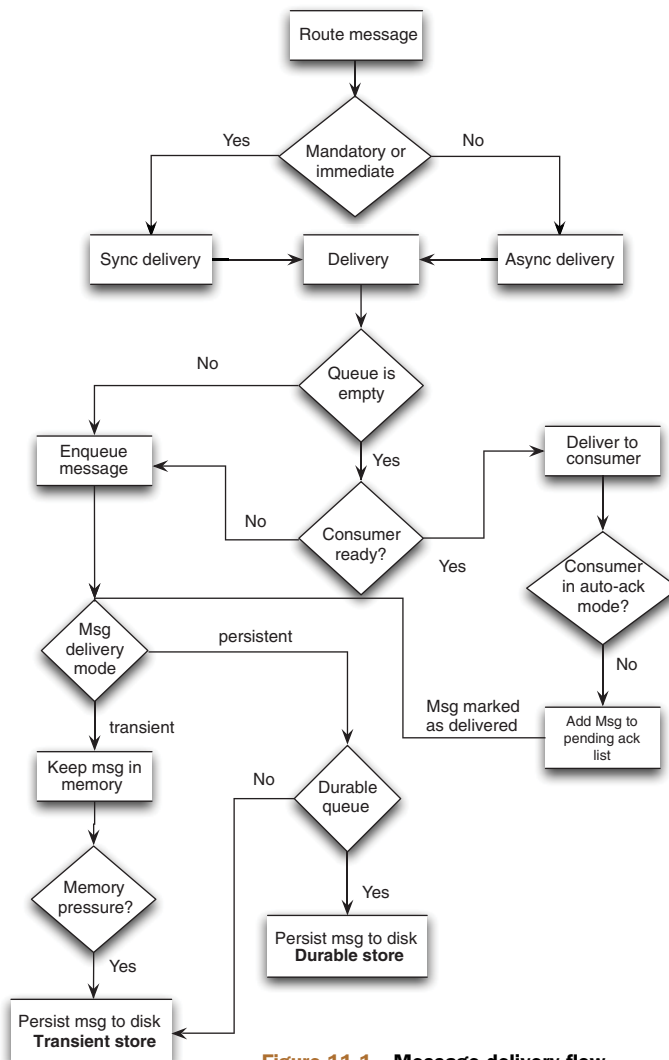 Route message
Yes
No
Mandatory or
immediate
Sync delivery
Delivery
Async delivery
No
Queue is
empty
Enqueue
message
Yes
Deliver to
consumer
No
Consumer
ready?
Yes
Consumer
in auto-ack
mode?
Msg
delivery
mode
persistent
No
Msg marked
as delivered
Add Msg to
pending ack
list
transient
Keep msg in
memory
No
Durable
queue
Memory
pressure?
Yes
Persist msg to disk
Durable store
Yes
Persist msg to disk
Transient store
Figure 11.1 Message delivery flow